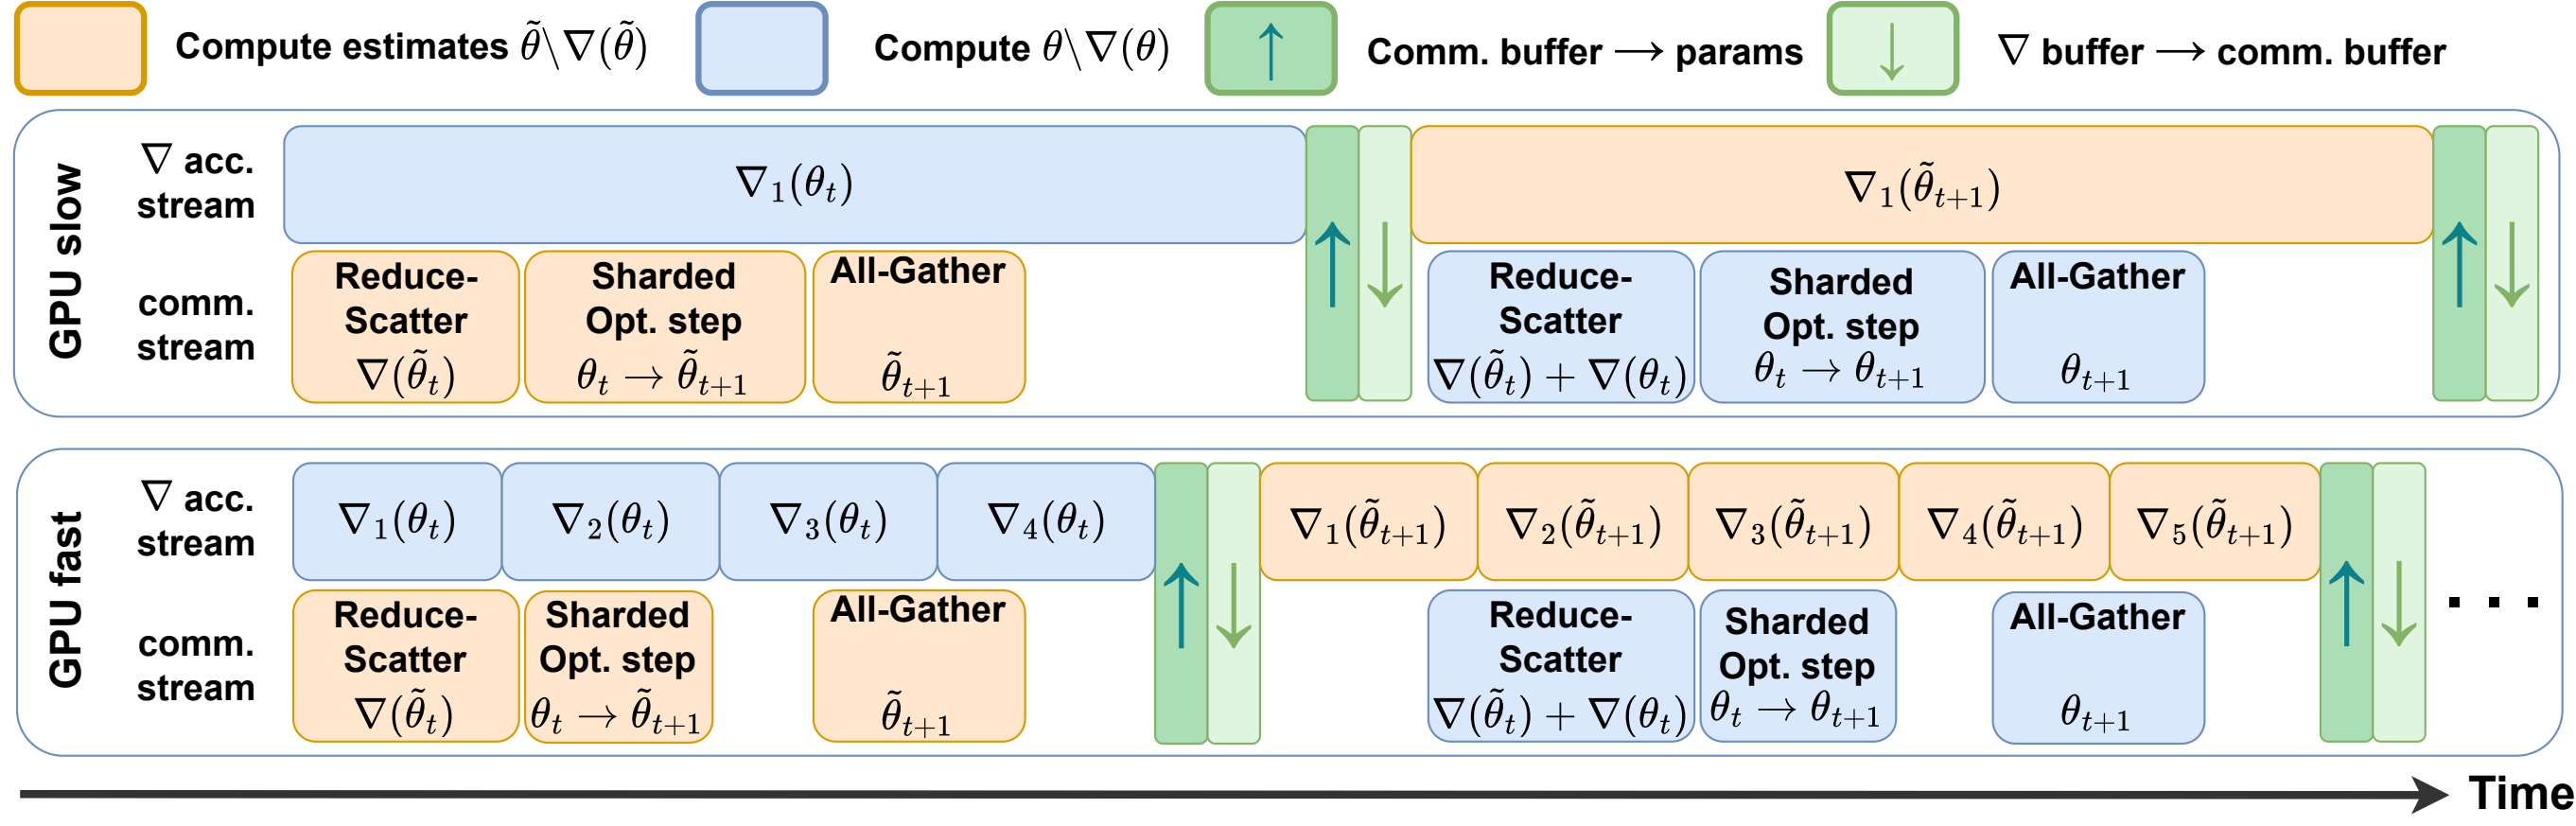 Compute estimates θ̃\∇(θ̃)
Compute θ\∇(θ)
↑
Comm. buffer → params
↓
∇ buffer → comm. buffer
GPU slow
∇ acc.
stream
∇₁(θₜ)
↑
↓
∇₁(θ̃ₜ₊₁)
↑
↓
comm.
stream
Reduce-
Scatter
∇(θ̃ₜ)
Sharded
Opt. step
θₜ → θ̃ₜ₊₁
All-Gather
θ̃ₜ₊₁
Reduce-
Scatter
∇(θ̃ₜ) + ∇(θₜ)
Sharded
Opt. step
θₜ → θₜ₊₁
All-Gather
θₜ₊₁
GPU fast
∇ acc.
stream
∇₁(θₜ)
∇₂(θₜ)
∇₃(θₜ)
∇₄(θₜ)
↑
↓
∇₁(θ̃ₜ₊₁)
∇₂(θ̃ₜ₊₁)
∇₃(θ̃ₜ₊₁)
∇₄(θ̃ₜ₊₁)
∇₅(θ̃ₜ₊₁)
↑
↓
...
comm.
stream
Reduce-
Scatter
∇(θ̃ₜ)
Sharded
Opt. step
θₜ → θ̃ₜ₊₁
All-Gather
θ̃ₜ₊₁
Reduce-
Scatter
∇(θ̃ₜ) + ∇(θₜ)
Sharded
Opt. step
θₜ → θₜ₊₁
All-Gather
θₜ₊₁
Time